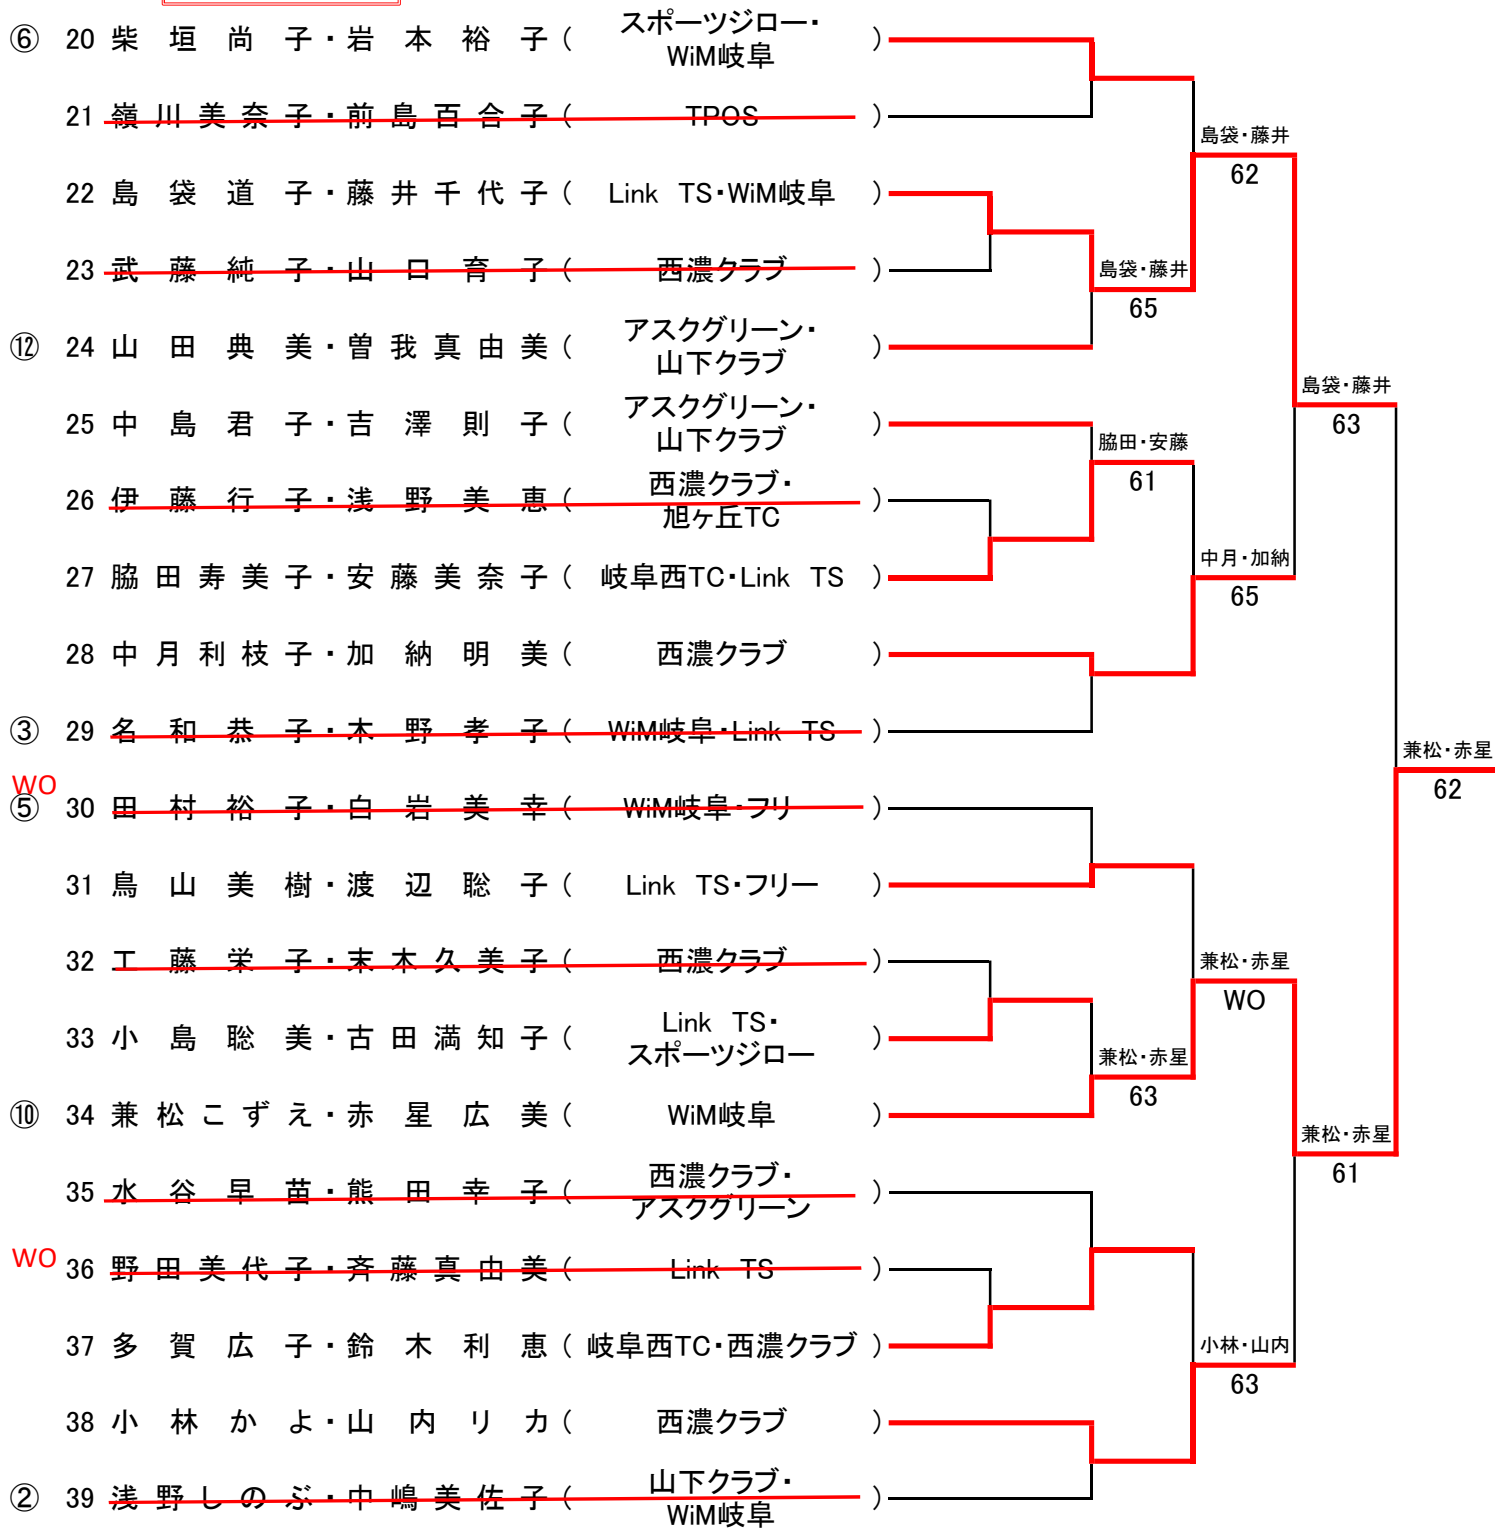 ⑥ 20 柴垣尚子・岩本裕子 ( スポーツジロー・
WiM岐阜 )
21 嶺川美奈子・前島百合子 ( TPOS )
島袋・藤井
62
22 島袋道子・藤井千代子 ( Link TS・WiM岐阜 )
23 武藤純子・山口育子 ( 西濃クラブ )
島袋・藤井
65
⑫ 24 山田典美・曽我真由美 ( アスクグリーン・
山下クラブ )
島袋・藤井
63
25 中島君子・吉澤則子 ( アスクグリーン・
山下クラブ )
脇田・安藤
61
26 伊藤行子・浅野美恵 ( 西濃クラブ・
旭ヶ丘TC )
27 脇田寿美子・安藤美奈子 ( 岐阜西TC・Link TS )
中月・加納
65
28 中月利枝子・加納明美 ( 西濃クラブ )
③ 29 名和恭子・木野孝子 ( WiM岐阜・Link TS )
兼松・赤星
62
WO
⑤ 30 田村裕子・白岩美幸 ( WiM岐阜・フリー )
31 鳥山美樹・渡辺聡子 ( Link TS・フリー )
32 工藤栄子・末木久美子 ( 西濃クラブ )
兼松・赤星
WO
33 小島聡美・古田満知子 ( Link TS・
スポーツジロー )
兼松・赤星
63
⑩ 34 兼松こずえ・赤星広美 ( WiM岐阜 )
兼松・赤星
61
35 水谷早苗・熊田幸子 ( 西濃クラブ・
アスクグリーン )
WO 36 野田美代子・斉藤真由美 ( Link TS )
37 多賀広子・鈴木利恵 ( 岐阜西TC・西濃クラブ )
小林・山内
63
38 小林かよ・山内リカ ( 西濃クラブ )
② 39 浅野しのぶ・中嶋美佐子 ( 山下クラブ・
WiM岐阜 )